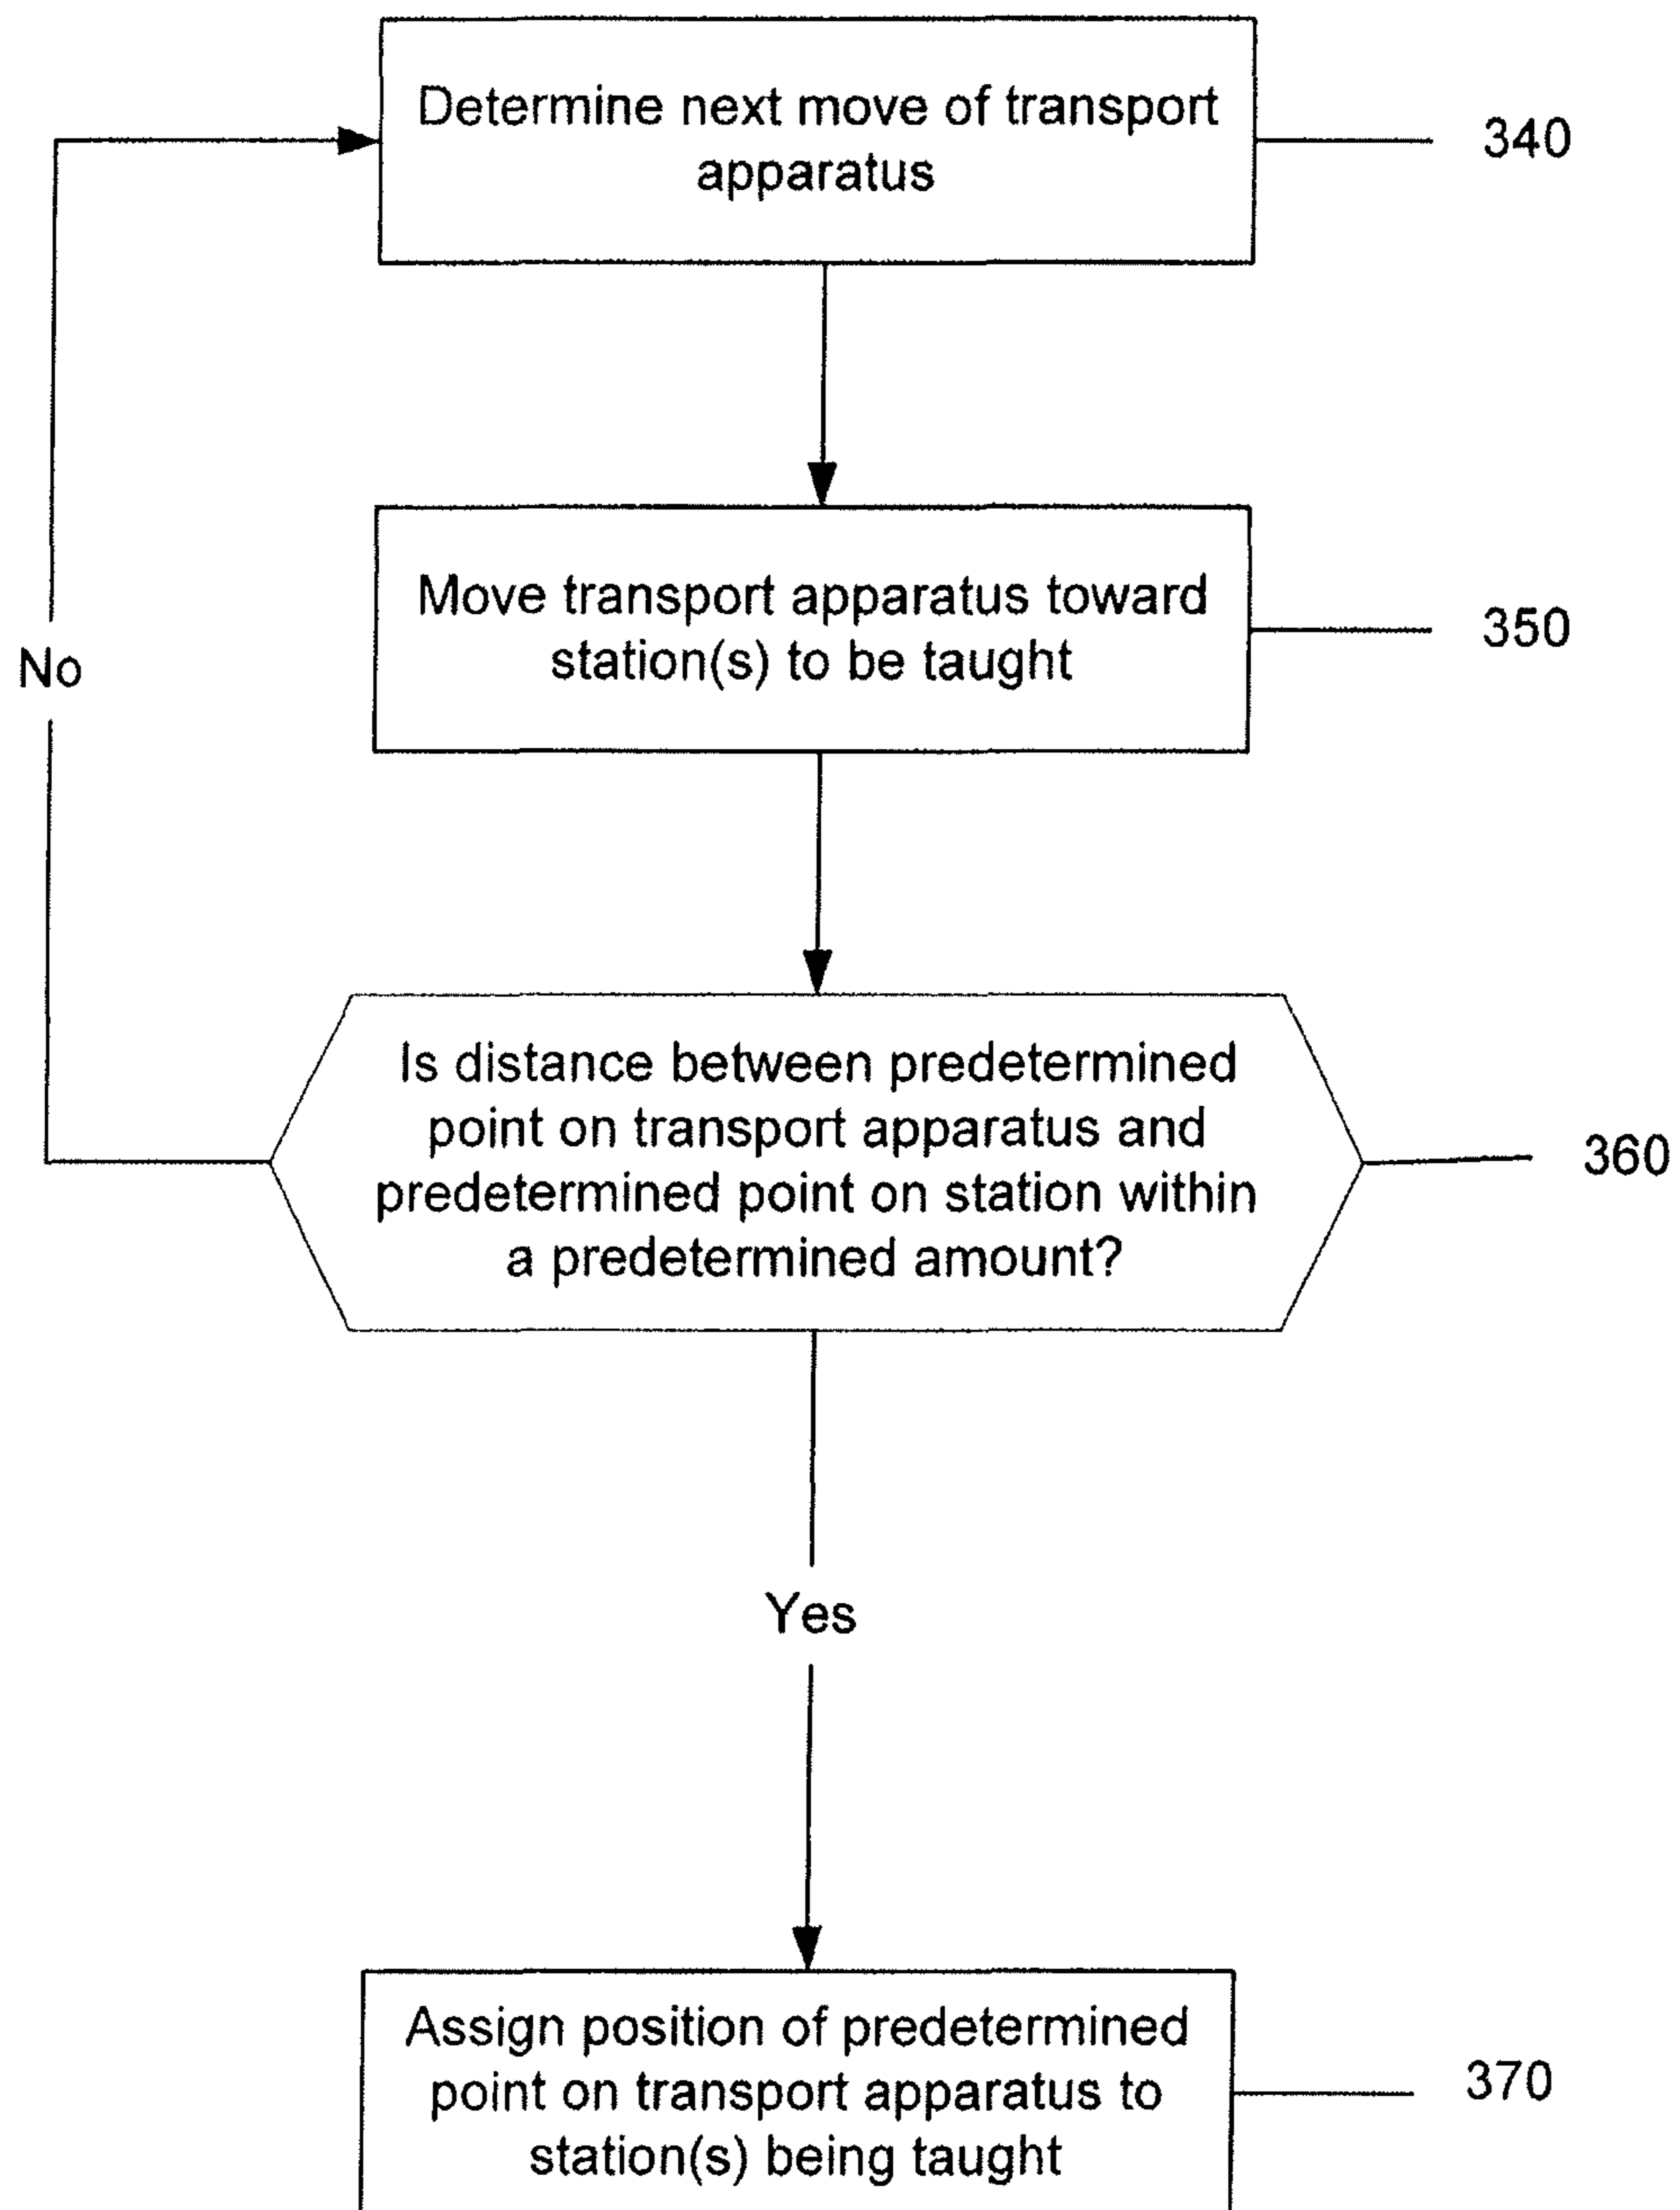 Determine next move of transport
apparatus
340
Move transport apparatus toward
station(s) to be taught
350
No
Is distance between predetermined
point on transport apparatus and
predetermined point on station within
a predetermined amount?
360
Yes
Assign position of predetermined
point on transport apparatus to
station(s) being taught
370